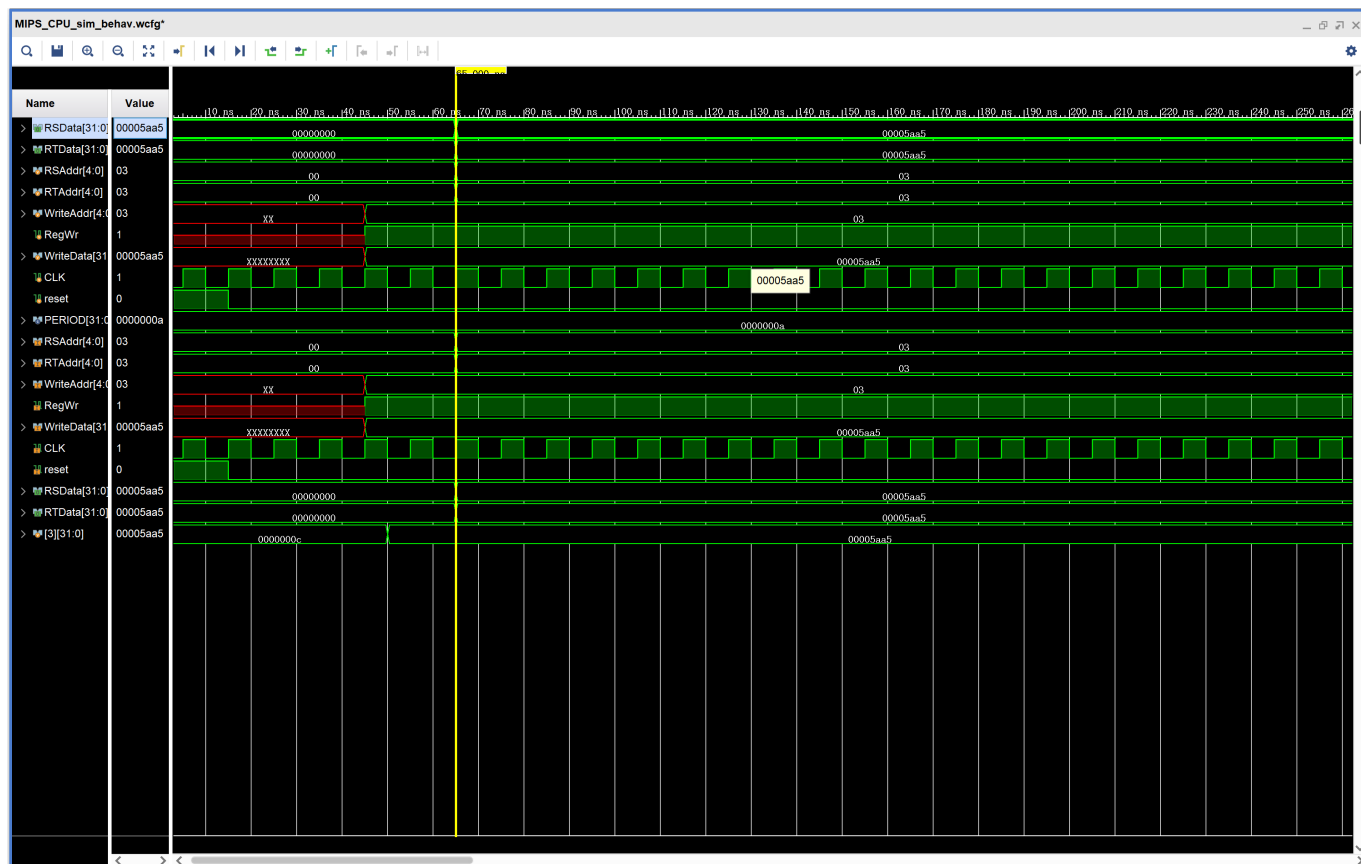 MIPS_CPU_sim_behav.wcfg*
65.000 ns
Name Value
10 ns 20 ns 30 ns 40 ns 50 ns 60 ns 70 ns 80 ns 90 ns 100 ns 110 ns 120 ns 130 ns 140 ns 150 ns 160 ns 170 ns 180 ns 190 ns 200 ns 210 ns 220 ns 230 ns 240 ns 250 ns 260
RSData[31:0] 00005aa5 00000000 00005aa5
RTData[31:0] 00005aa5 00000000 00005aa5
RSAddr[4:0] 03 00 03
RTAddr[4:0] 03 00 03
WriteAddr[4:0 03 XX 03
RegWr 1
WriteData[31 00005aa5 XXXXXXXX 00005aa5
CLK 1 00005aa5
reset 0
PERIOD[31:0 0000000a 0000000a
RSAddr[4:0] 03 00 03
RTAddr[4:0] 03 00 03
WriteAddr[4:0 03 XX 03
RegWr 1
WriteData[31 00005aa5 XXXXXXXX 00005aa5
CLK 1
reset 0
RSData[31:0] 00005aa5 00000000 00005aa5
RTData[31:0] 00005aa5 00000000 00005aa5
[3][31:0] 00005aa5 0000000c 00005aa5